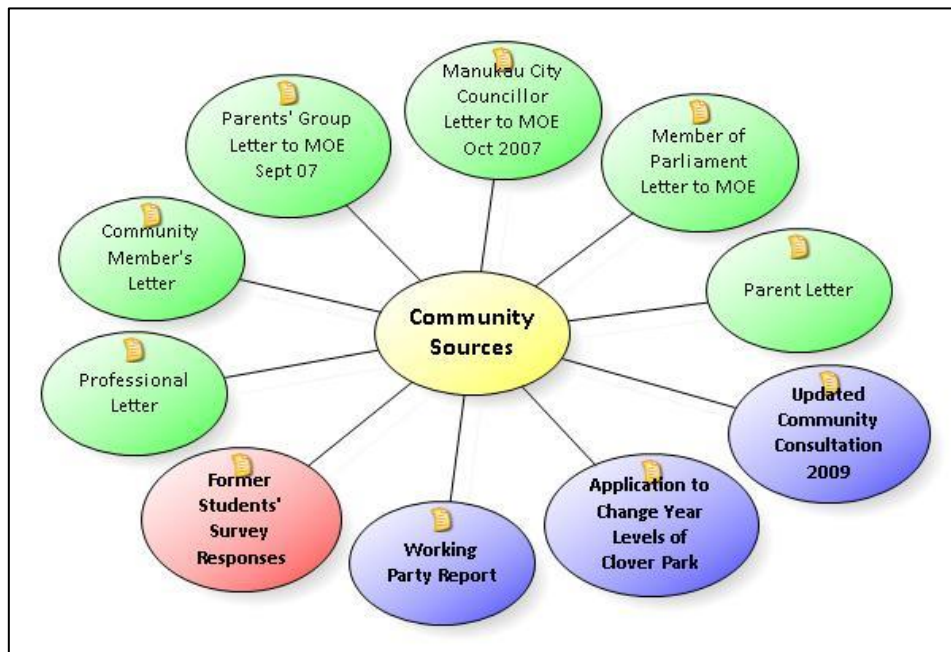 Manukau City
Councillor
Letter to MOE
Oct 2007
Parents' Group
Letter to MOE
Sept 07
Member of
Parliament
Letter to MOE
Community
Member's
Letter
Parent Letter
Community
Sources
Professional
Letter
Updated
Community
Consultation
2009
Former
Students'
Survey
Responses
Working
Party Report
Application to
Change Year
Levels of
Clover Park